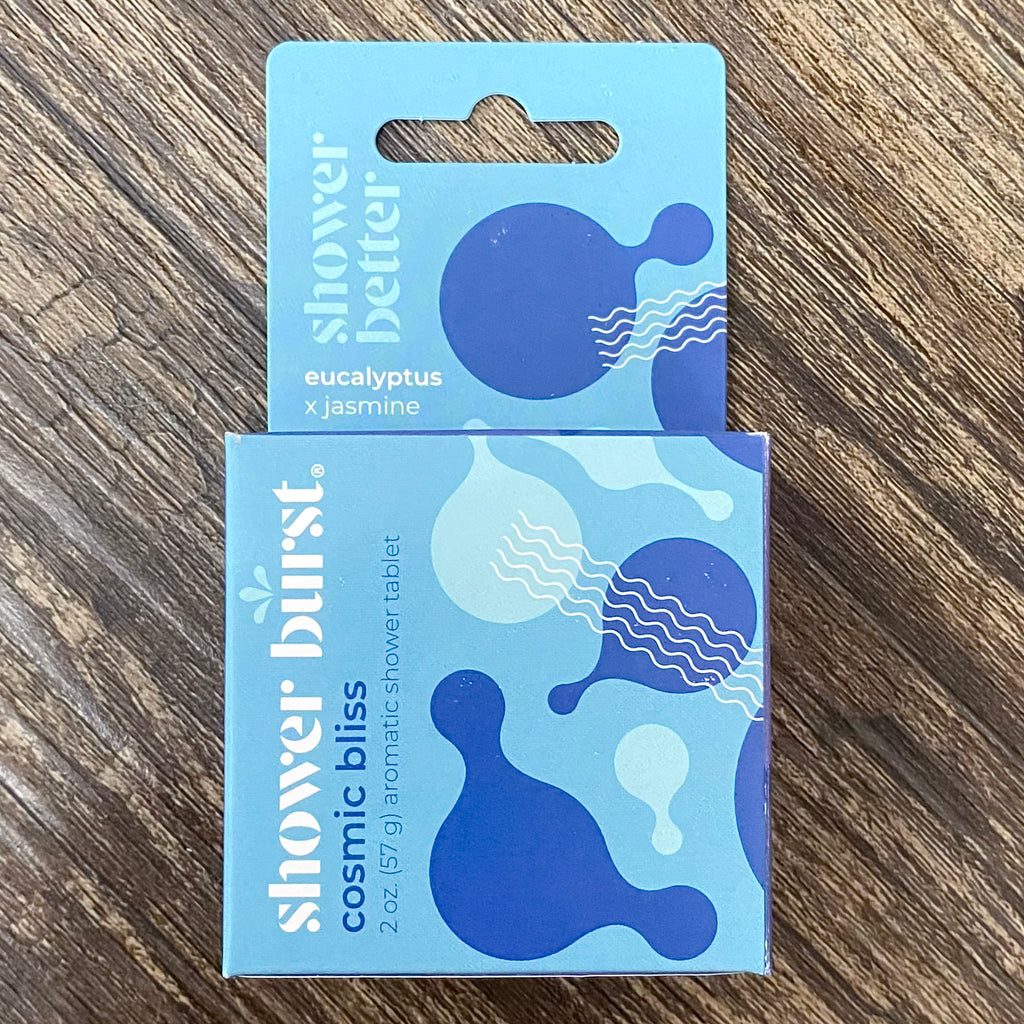 shower
better
eucalyptus
x jasmine
shower burst®
cosmic bliss
2 oz. (57 g) aromatic shower tablet